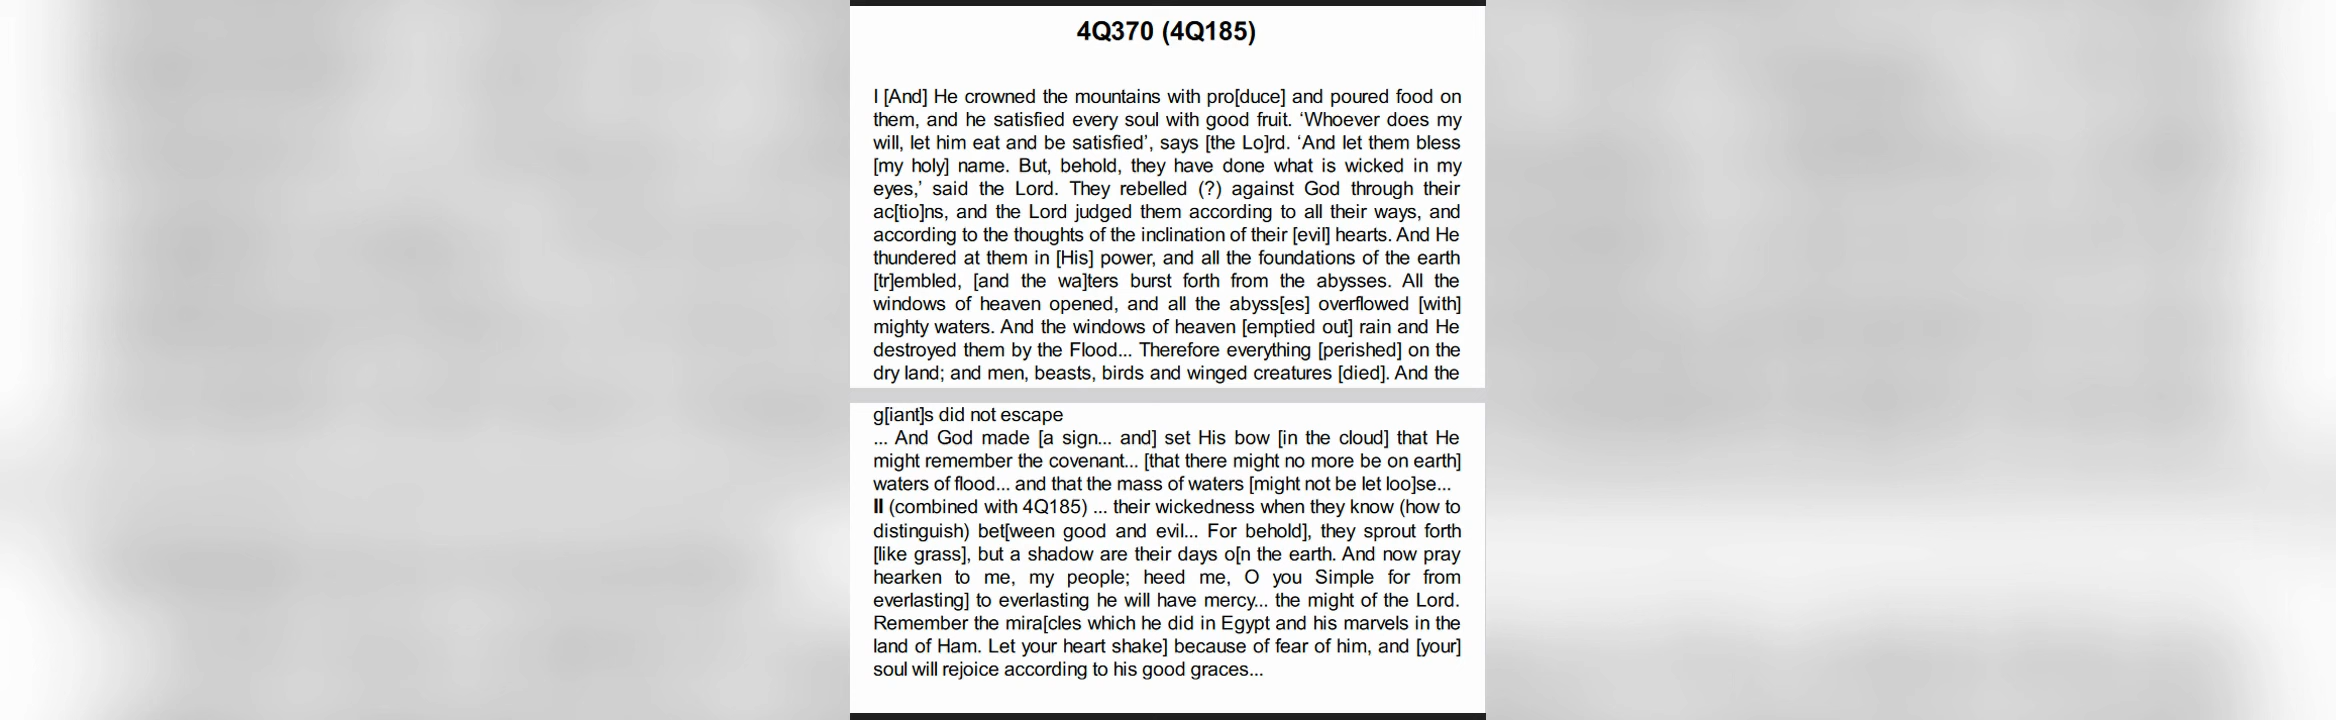 4Q370 (4Q185)
I [And] He crowned the mountains with pro[duce] and poured food on
them, and he satisfied every soul with good fruit. ‘Whoever does my
will, let him eat and be satisfied’, says [the Lo]rd. ‘And let them bless
[my holy] name. But, behold, they have done what is wicked in my
eyes,’ said the Lord. They rebelled (?) against God through their
ac[tio]ns, and the Lord judged them according to all their ways, and
according to the thoughts of the inclination of their [evil] hearts. And He
thundered at them in [His] power, and all the foundations of the earth
[tr]embled, [and the wa]ters burst forth from the abysses. All the
windows of heaven opened, and all the abyss[es] overflowed [with]
mighty waters. And the windows of heaven [emptied out] rain and He
destroyed them by the Flood... Therefore everything [perished] on the
dry land; and men, beasts, birds and winged creatures [died]. And the
g[iant]s did not escape
... And God made [a sign... and] set His bow [in the cloud] that He
might remember the covenant... [that there might no more be on earth]
waters of flood... and that the mass of waters [might not be let loo]se...
II (combined with 4Q185) ... their wickedness when they know (how to
distinguish) bet[ween good and evil... For behold], they sprout forth
[like grass], but a shadow are their days o[n the earth. And now pray
hearken to me, my people; heed me, O you Simple for from
everlasting] to everlasting he will have mercy... the might of the Lord.
Remember the mira[cles which he did in Egypt and his marvels in the
land of Ham. Let your heart shake] because of fear of him, and [your]
soul will rejoice according to his good graces...